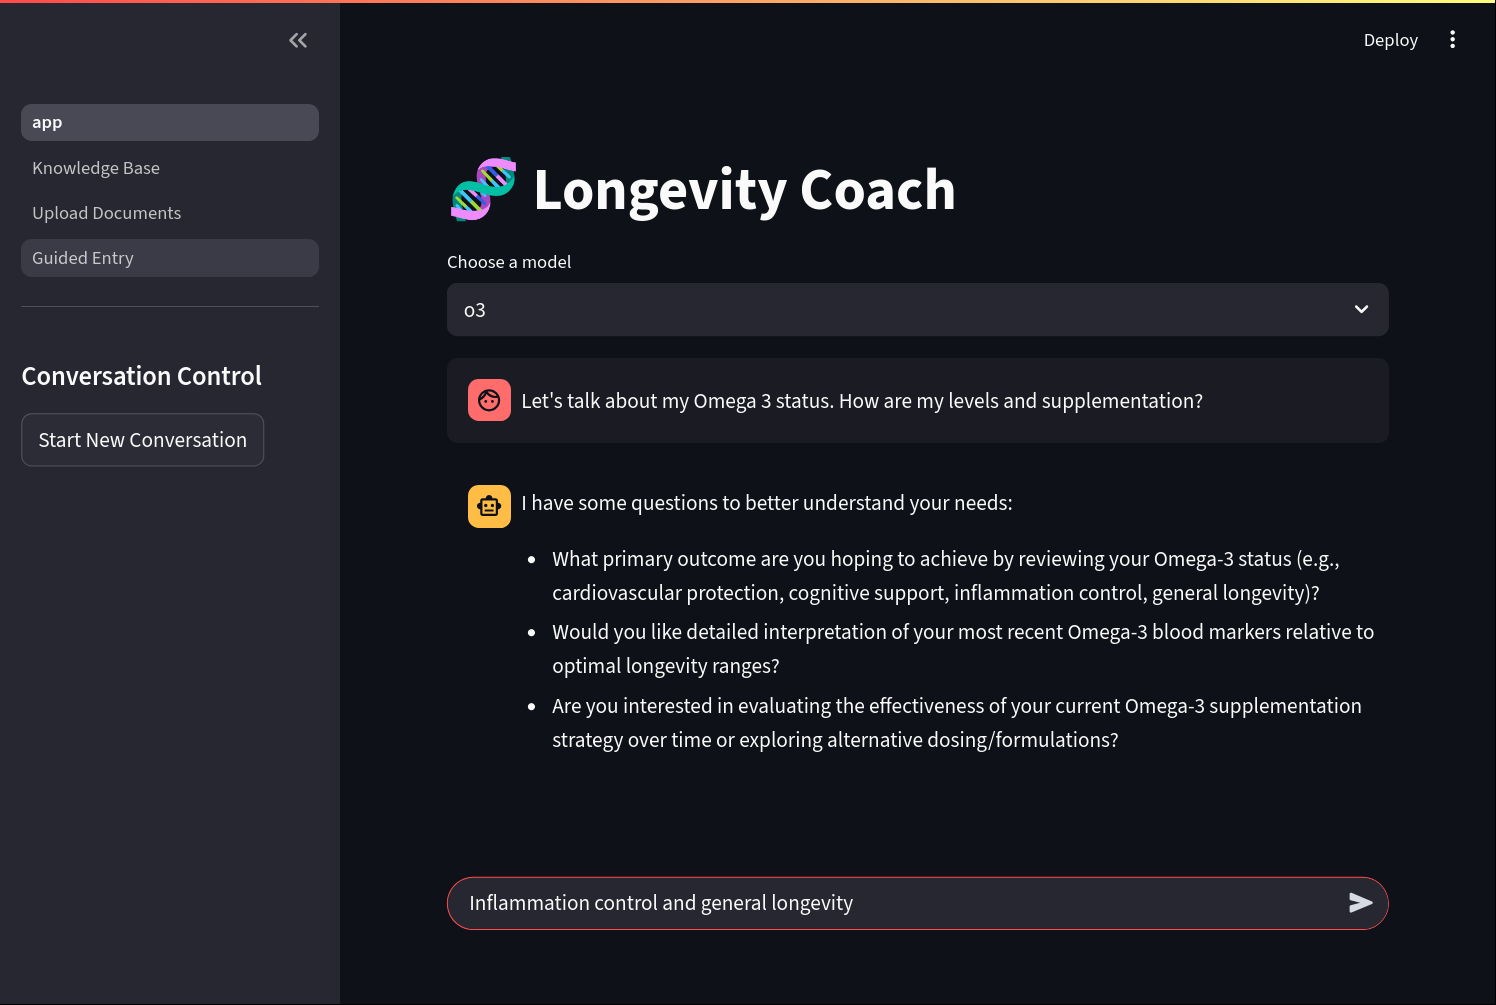 Deploy
app
Knowledge Base
Upload Documents
Guided Entry
Conversation Control
Start New Conversation
Longevity Coach
Choose a model
o3
Let's talk about my Omega 3 status. How are my levels and supplementation?
I have some questions to better understand your needs:
• What primary outcome are you hoping to achieve by reviewing your Omega-3 status (e.g.,
cardiovascular protection, cognitive support, inflammation control, general longevity)?
• Would you like detailed interpretation of your most recent Omega-3 blood markers relative to
optimal longevity ranges?
• Are you interested in evaluating the effectiveness of your current Omega-3 supplementation
strategy over time or exploring alternative dosing/formulations?
Inflammation control and general longevity